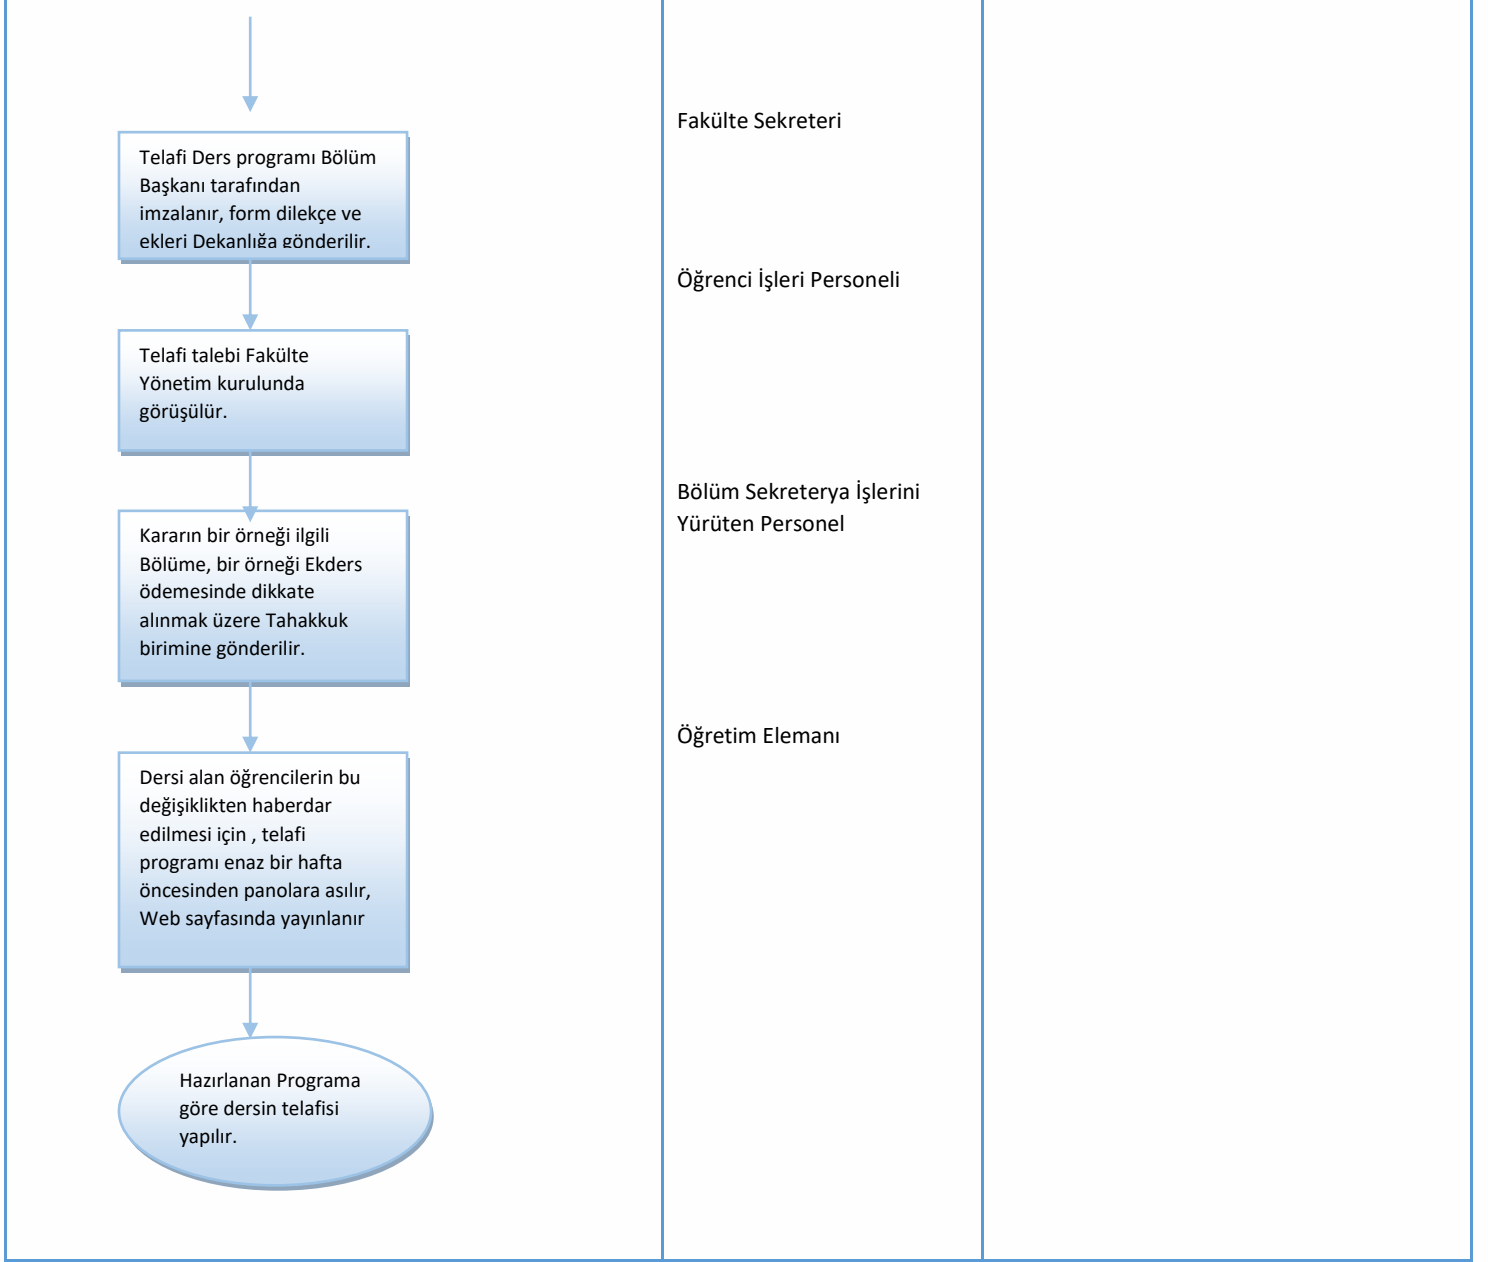 Telafi Ders programı Bölüm
Başkanı tarafından
imzalanır, form dilekçe ve
ekleri Dekanlığa gönderilir.
Telafi talebi Fakülte
Yönetim kurulunda
görüşülür.
Kararın bir örneği ilgili
Bölüme, bir örneği Ekders
ödemesinde dikkate
alınmak üzere Tahakkuk
birimine gönderilir.
Dersi alan öğrencilerin bu
değişiklikten haberdar
edilmesi için , telafi
programı enaz bir hafta
öncesinden panolara asılır,
Web sayfasında yayınlanır
Hazırlanan Programa
göre dersin telafisi
yapılır.
Fakülte Sekreteri
Öğrenci İşleri Personeli
Bölüm Sekreterya İşlerini
Yürüten Personel
Öğretim Elemanı